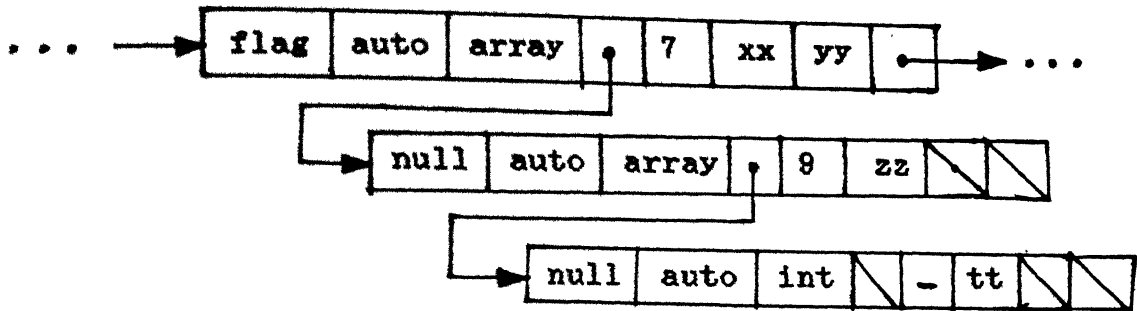 ... flag auto array 7 xx yy ...
null auto array 9 zz
null auto int - tt